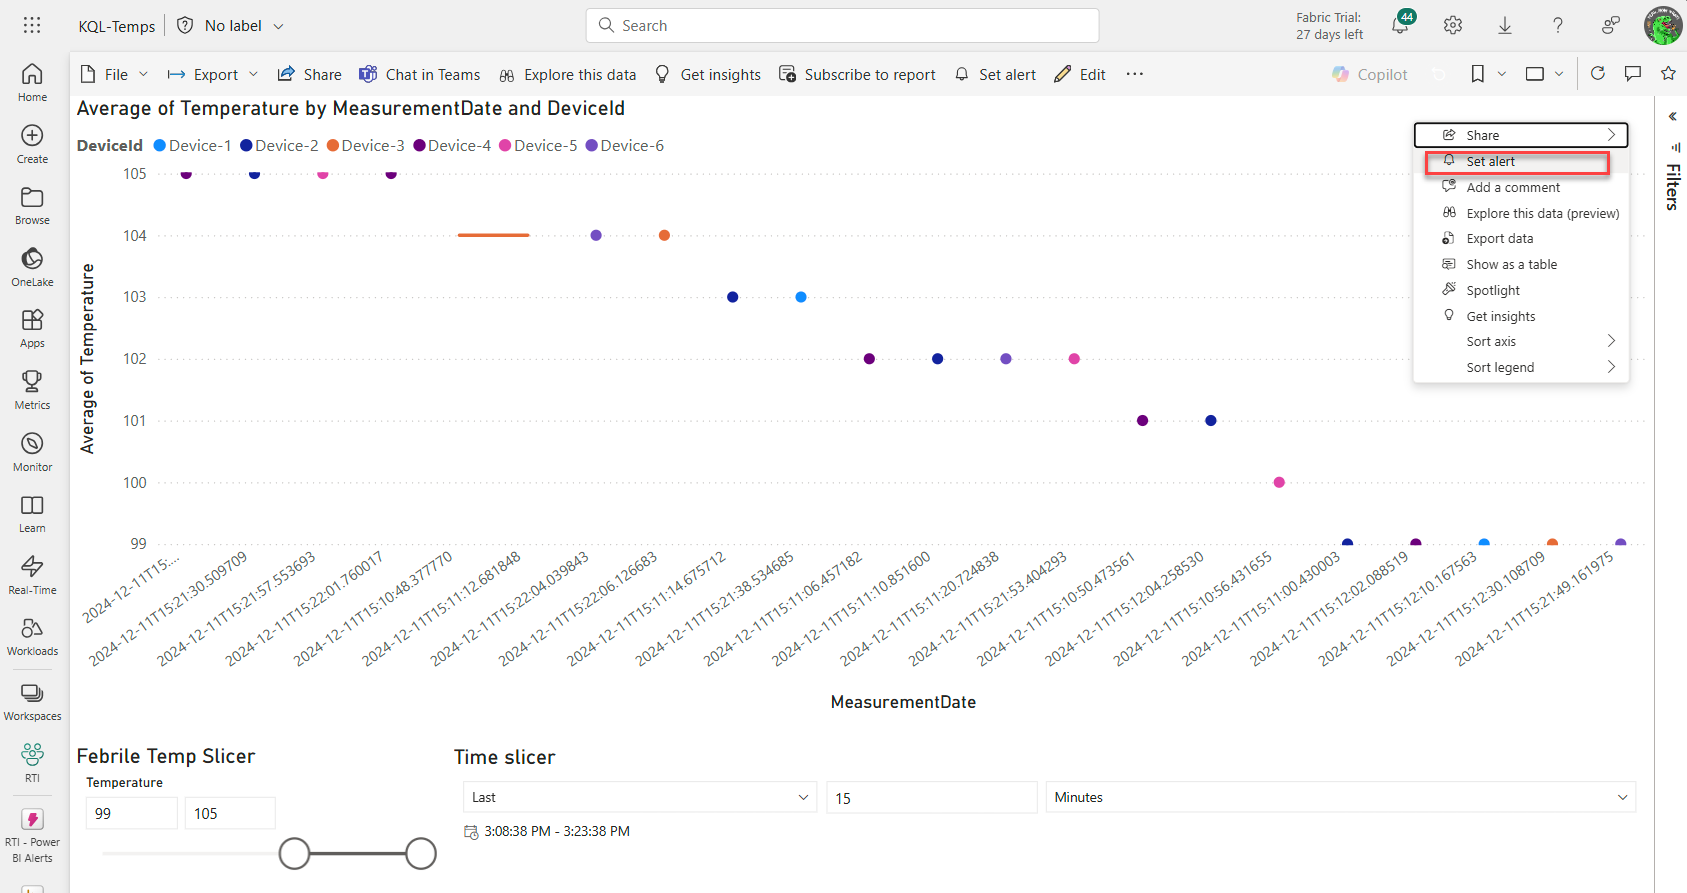 KQL-Temps
No label
Search
Fabric Trial:
27 days left
44
File
Export
Share
Chat in Teams
Explore this data
Get insights
Subscribe to report
Set alert
Edit
Copilot
Home
Create
Browse
OneLake
Apps
Metrics
Monitor
Learn
Real-Time
Workloads
Workspaces
RTI
RTI - Power
BI Alerts
Average of Temperature by MeasurementDate and DeviceId
DeviceId Device-1 Device-2 Device-3 Device-4 Device-5 Device-6
Average of Temperature
105
104
103
102
101
100
99
2024-12-11T15....
2024-12-11T15:21:30.509709
2024-12-11T15:21:57.553693
2024-12-11T15:22:01.760017
2024-12-11T15:10:48.377770
2024-12-11T15:11:12.681848
2024-12-11T15:22:04.039843
2024-12-11T15:22:06.126683
2024-12-11T15:11:14.675712
2024-12-11T15:21:38.534685
2024-12-11T15:11:06.457182
2024-12-11T15:11:10.851600
2024-12-11T15:11:20.724838
2024-12-11T15:21:53.404293
2024-12-11T15:10:50.473561
2024-12-11T15:12:04.258530
2024-12-11T15:10:56.431655
2024-12-11T15:11:00.430003
2024-12-11T15:12:02.088519
2024-12-11T15:12:10.167563
2024-12-11T15:12:30.108709
2024-12-11T15:21:49.161975
MeasurementDate
Share
Set alert
Add a comment
Explore this data (preview)
Export data
Show as a table
Spotlight
Get insights
Sort axis
Sort legend
Filters
Febrile Temp Slicer
Temperature
99
105
Time slicer
Last
15
Minutes
3:08:38 PM - 3:23:38 PM